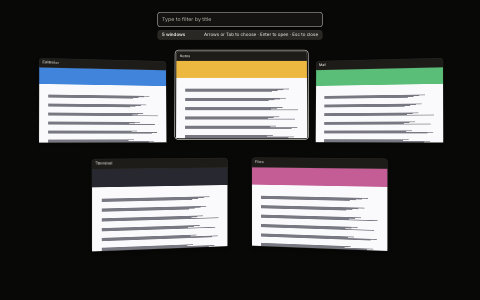 Type to filter by title
5 windows
Arrows or Tab to choose · Enter to open · Esc to close
Calendar
Notes
Mail
Terminal
Files